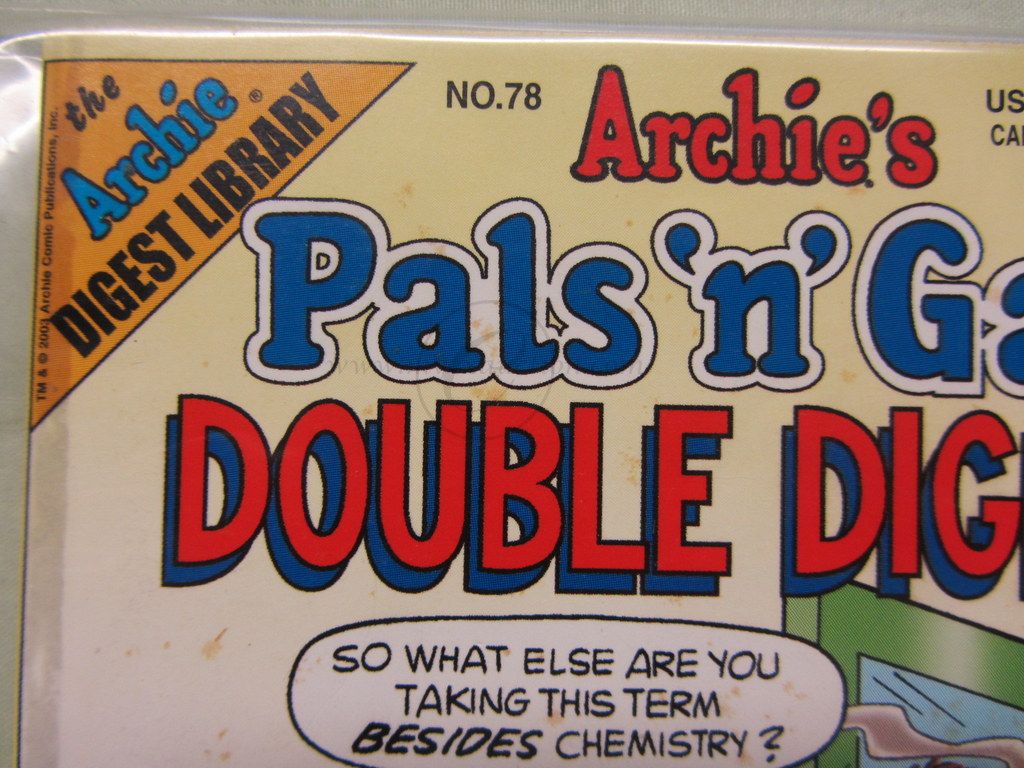 the
Archie®
DIGEST LIBRARY
TM & © 2003 Archie Comic Publications, Inc.
NO.78
US
CA
Archie's
Pals 'n' Ga
DOUBLE DIG
SO WHAT ELSE ARE YOU
TAKING THIS TERM
BESIDES CHEMISTRY?